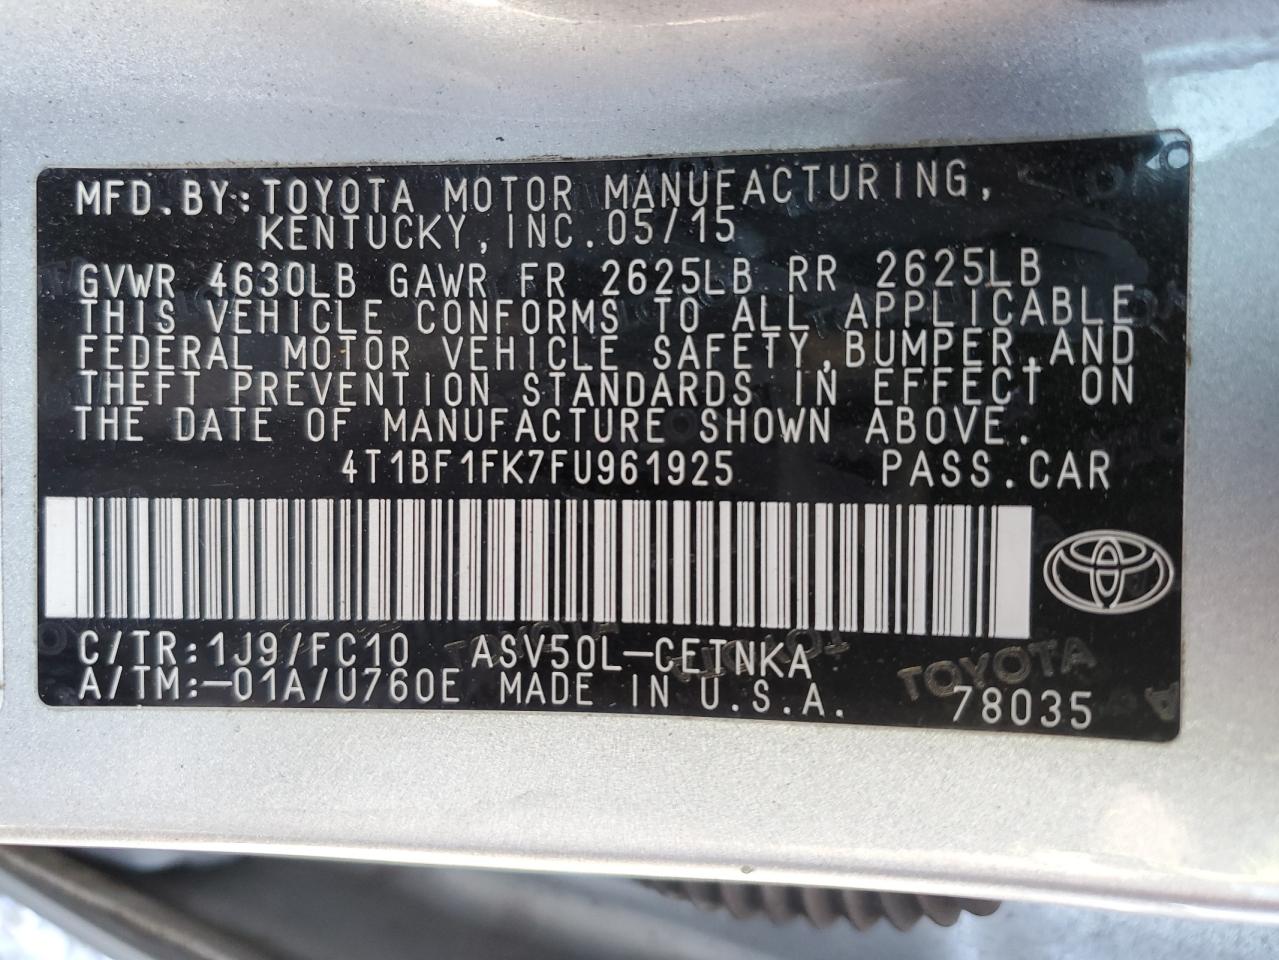 MFD.BY:TOYOTA MOTOR MANUFACTURING,
KENTUCKY,INC.05/15
GVWR 4630LB GAWR FR 2625LB RR 2625LB
THIS VEHICLE CONFORMS TO ALL APPLICABLE
FEDERAL MOTOR VEHICLE SAFETY,BUMPER,AND
THEFT PREVENTION STANDARDS IN EFFECT ON
THE DATE OF MANUFACTURE SHOWN ABOVE.
4T1BF1FK7FU961925 PASS.CAR
C/TR:1J9/FC10 ASV50L-CETNKA
A/TM:-01A/U760E MADE IN U.S.A. 78035
TOYOTA